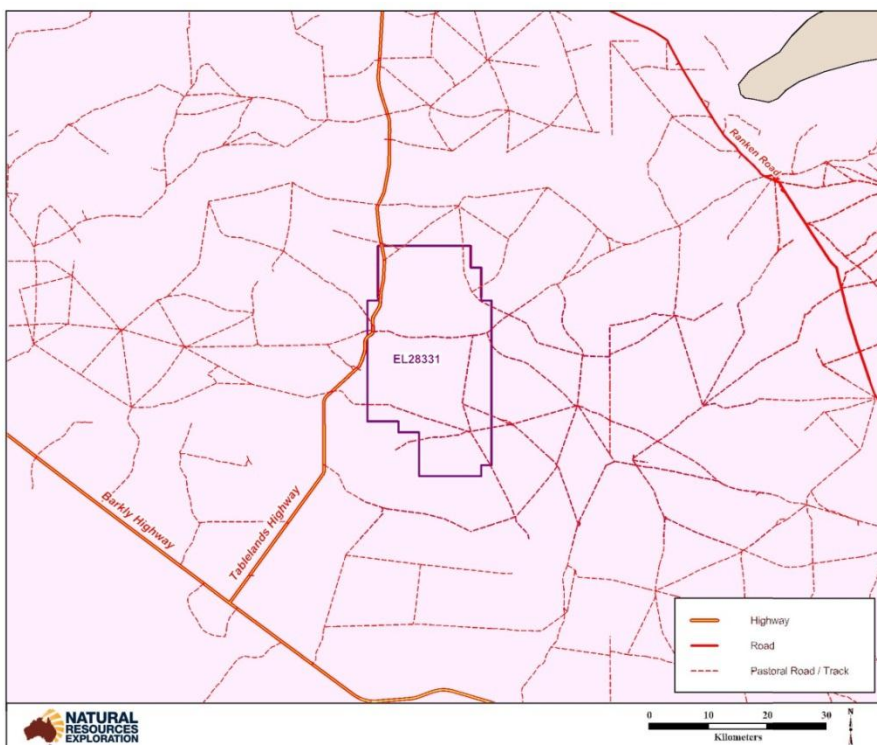 Ranken Road
EL28331
Barkly Highway
Tablelands Highway
Highway
Road
Pastoral Road / Track
NATURAL
RESOURCES
EXPLORATION
0 10 20 30
Kilometers
N